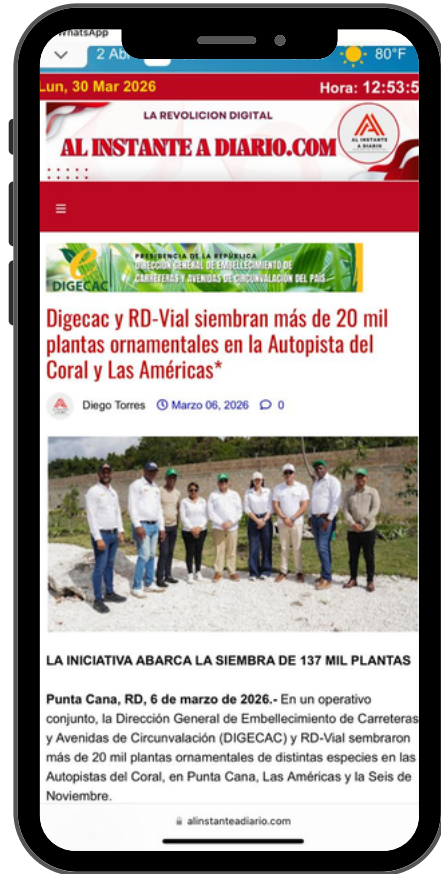 WhatsApp
2 Ab
80°F
Lun, 30 Mar 2026
Hora: 12:53:5
LA REVOLICION DIGITAL
AL INSTANTE A DIARIO.COM
AL INSTANTE
A DIARIO
DIGECAC
PRESIDENCIA DE LA REPÚBLICA
DIRECCIÓN GENERAL DE EMBELLECIMIENTO DE
CARRETERAS Y AVENIDAS DE CIRCUNVALACIÓN DEL PAÍS
Digecac y RD-Vial siembran más de 20 mil
plantas ornamentales en la Autopista del
Coral y Las Américas*
Diego Torres Marzo 06, 2026 0
LA INICIATIVA ABARCA LA SIEMBRA DE 137 MIL PLANTAS
Punta Cana, RD, 6 de marzo de 2026.- En un operativo
conjunto, la Dirección General de Embellecimiento de Carreteras
y Avenidas de Circunvalación (DIGECAC) y RD-Vial sembraron
más de 20 mil plantas ornamentales de distintas especies en las
Autopistas del Coral, en Punta Cana, Las Américas y la Seis de
Noviembre.
alinstanteadiario.com